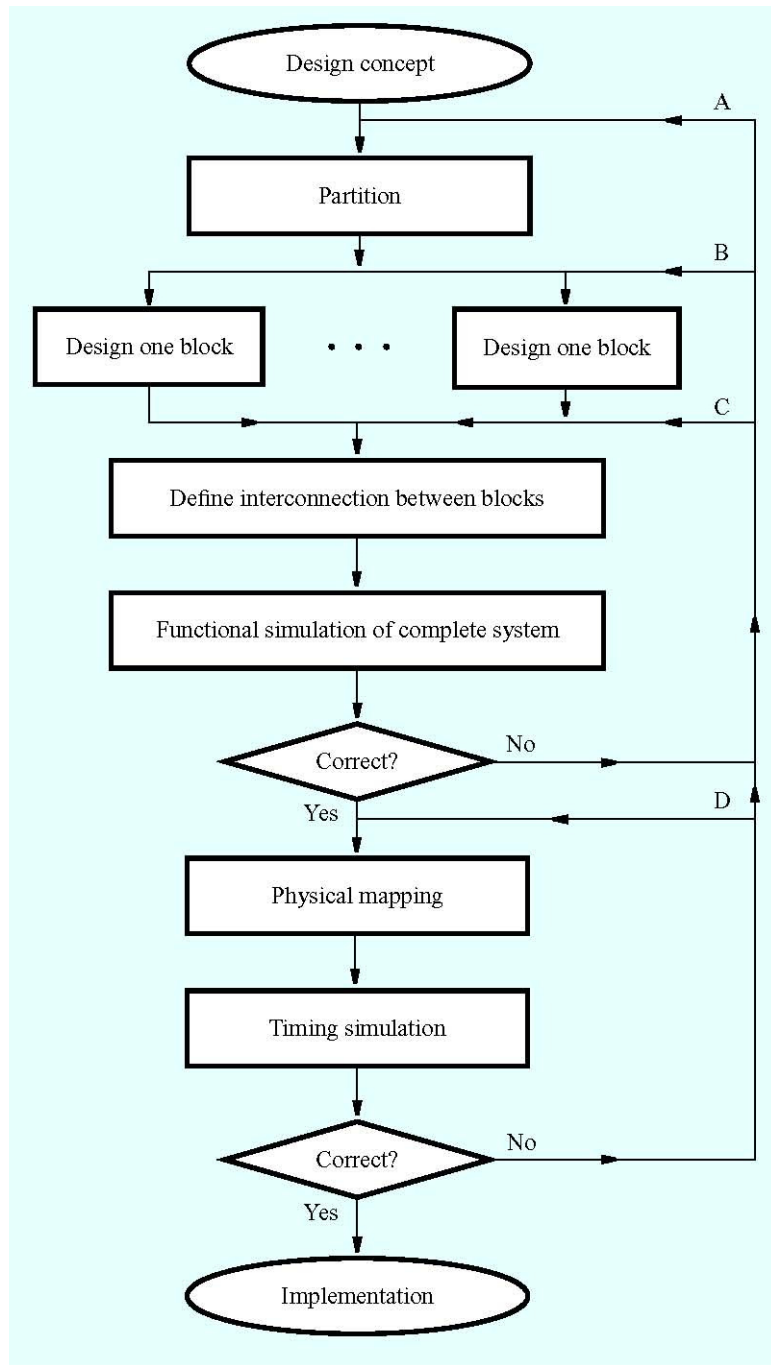 Design concept
A
Partition
B
Design one block
• • •
Design one block
C
Define interconnection between blocks
Functional simulation of complete system
Correct?
No
Yes
D
Physical mapping
Timing simulation
Correct?
No
Yes
Implementation